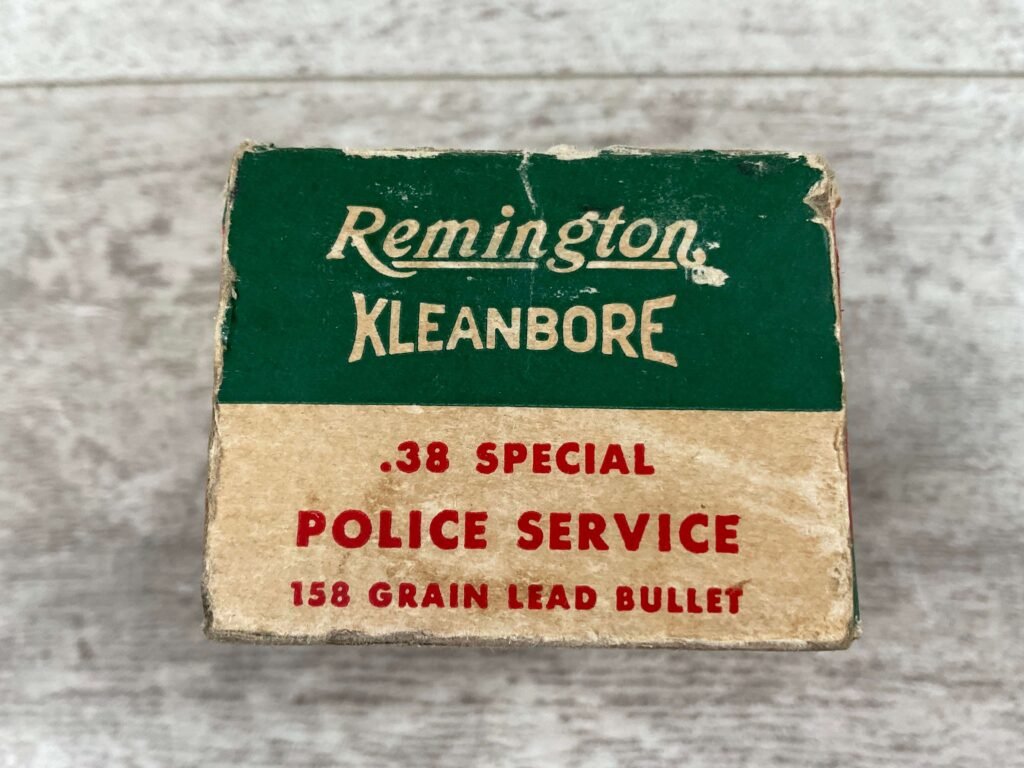 Remington
KLEANBORE
.38 SPECIAL
POLICE SERVICE
158 GRAIN LEAD BULLET